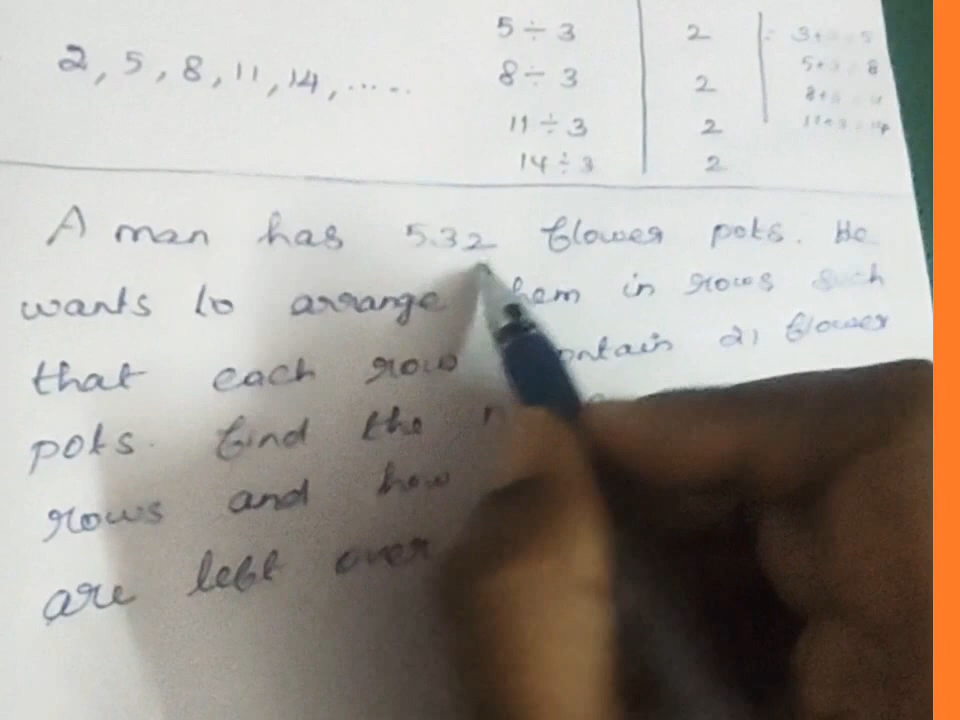 2, 5, 8, 11, 14, .....
5 ÷ 3 2
8 ÷ 3 2
11 ÷ 3 2
14 ÷ 3 2
A man has 532 flower pots. He
wants to arrange them in rows such
that each row contain 21 flower
pots. find the
rows and how
are left over